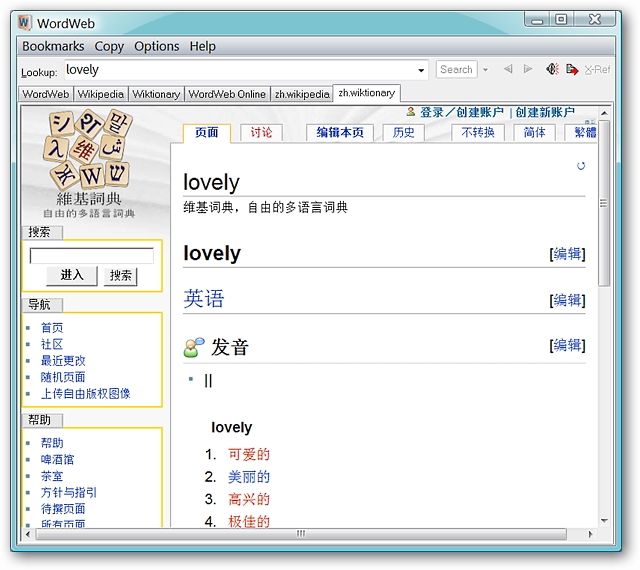 WordWeb
Bookmarks Copy Options Help
Lookup: lovely Search X-Ref
WordWeb Wikipedia Wiktionary WordWeb Online zh.wikipedia zh.wiktionary
登录／创建账户 | 创建新账户
页面 讨论 编辑本页 历史 不转换 简体 繁體
シ 말
λ 维 ش
W ש
維基詞典
自由的多語言詞典
搜索
进入 搜索
导航
首页
社区
最近更改
随机页面
上传自由版权图像
帮助
帮助
啤酒馆
茶室
方针与指引
待撰页面
所有页面
lovely
维基词典，自由的多语言词典
lovely [编辑]
英语 [编辑]
发音 [编辑]
||
lovely
1. 可爱的
2. 美丽的
3. 高兴的
4. 极佳的